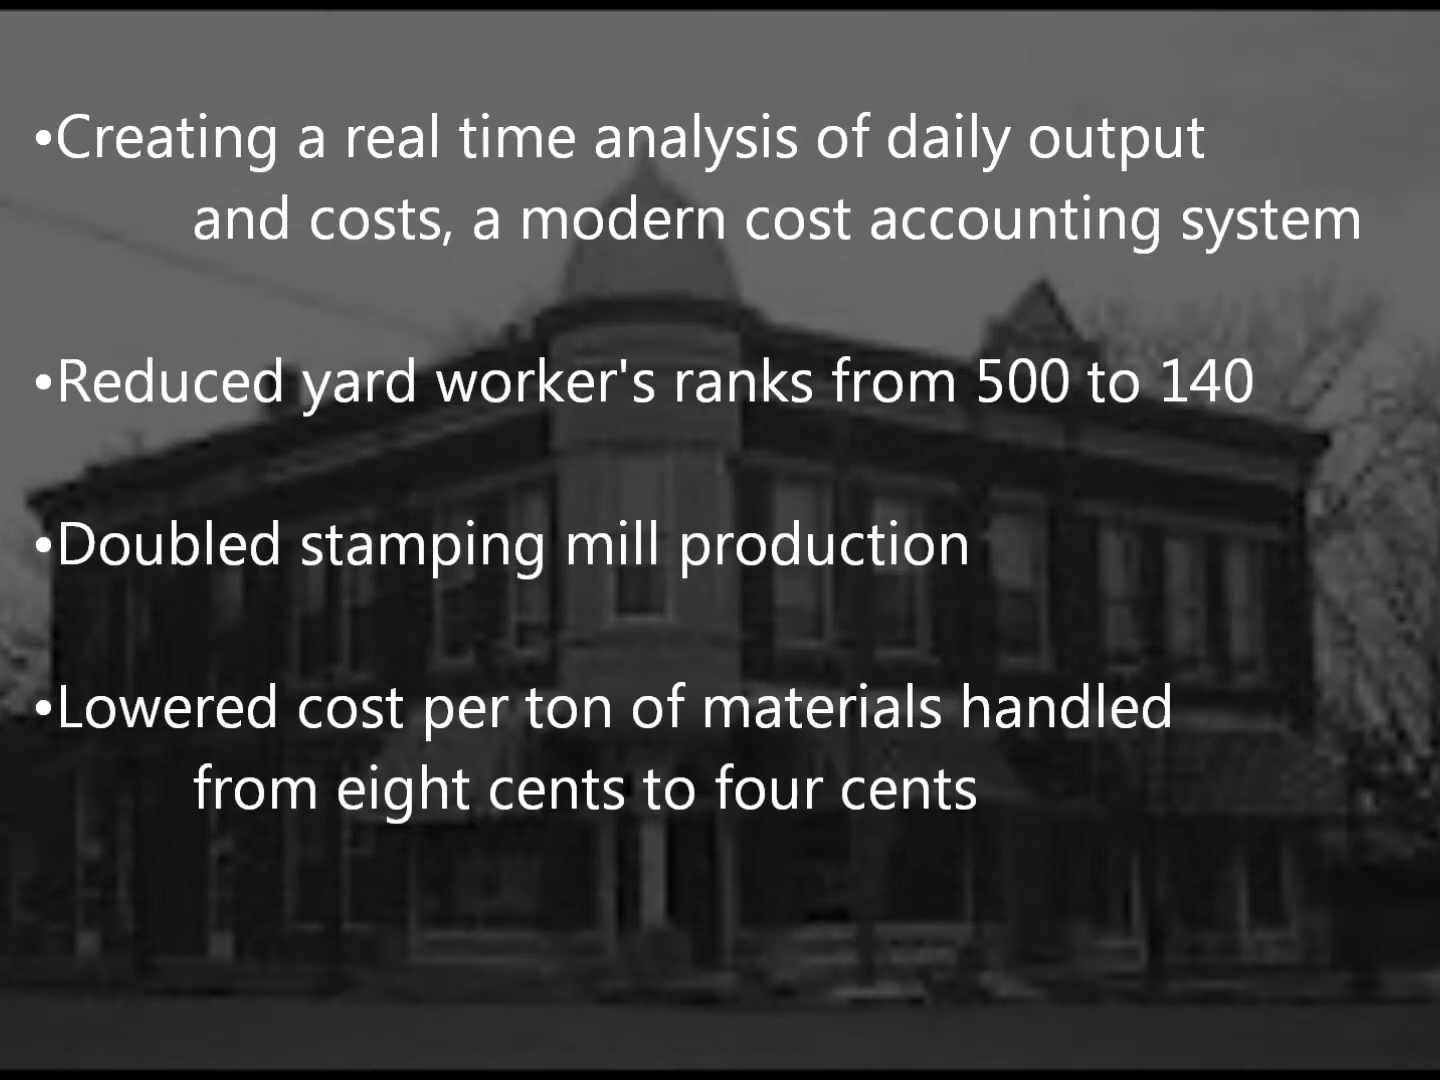 •Creating a real time analysis of daily output
and costs, a modern cost accounting system
•Reduced yard worker's ranks from 500 to 140
•Doubled stamping mill production
•Lowered cost per ton of materials handled
from eight cents to four cents